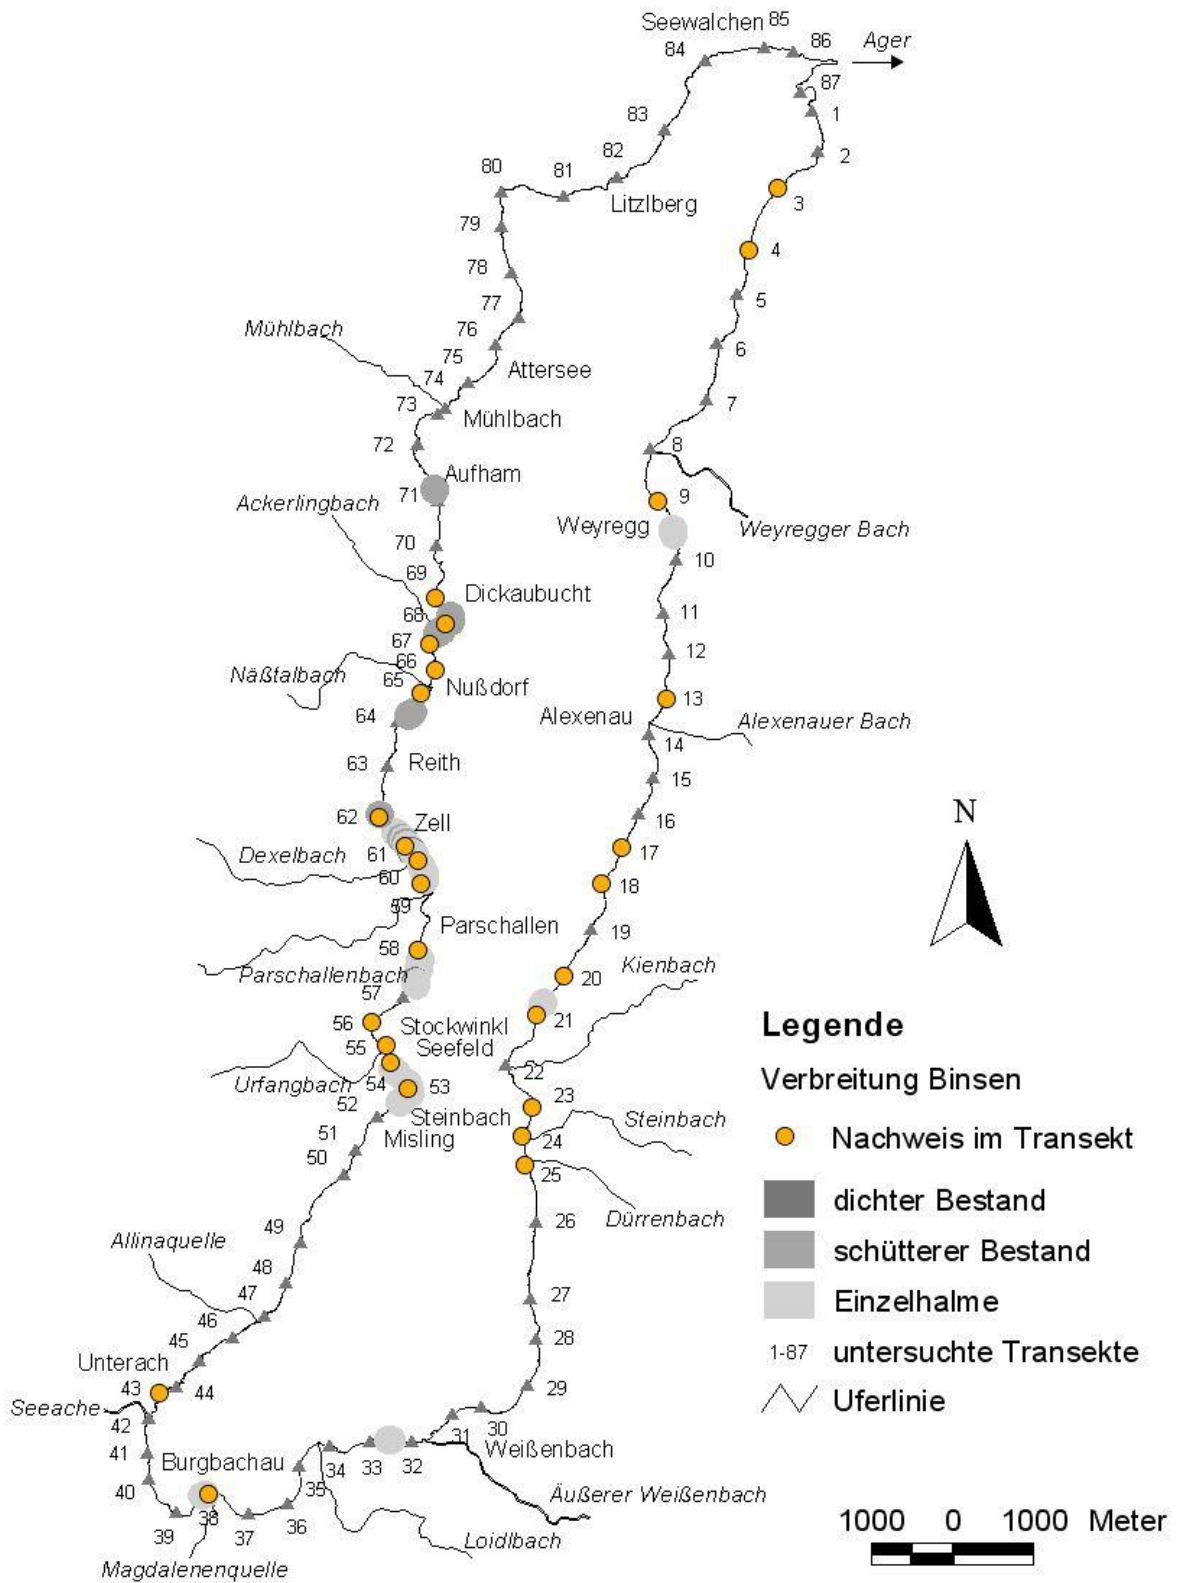 Seewalchen
85
84
86
Ager
87
83
1
82
2
80
81
3
Litzlberg
79
4
78
5
77
Mühlbach
76
6
75
Attersee
74
7
73
Mühlbach
72
8
Aufham
71
9
Ackerlingbach
Weyregg
Weyregger Bach
70
10
69
Dickaubucht
68
11
67
66
12
Näßtalbach
65
Nußdorf
13
64
Alexenau
Alexenauer Bach
14
63
Reith
15
62
Zell
16
61
17
Dexelbach
60
18
59
Parschallen
19
58
Kienbach
Parschallenbach
20
57
56
Stockwinkl
21
55
Seefeld
Urfangbach
54
53
22
52
Steinbach
23
Misling
Steinbach
51
24
50
25
Dürrenbach
26
49
Allinaquelle
48
47
27
46
28
45
Unterach
43
44
29
Seeache
42
30
31
41
Burgbachau
34
33
32
Weißenbach
35
40
Äußerer Weißenbach
39
38
37
36
Loidlbach
Magdalenenquelle
N
Legende
Verbreitung Binsen
Nachweis im Transekt
dichter Bestand
schütterer Bestand
Einzelhalme
1-87 untersuchte Transekte
Uferlinie
1000 0 1000 Meter